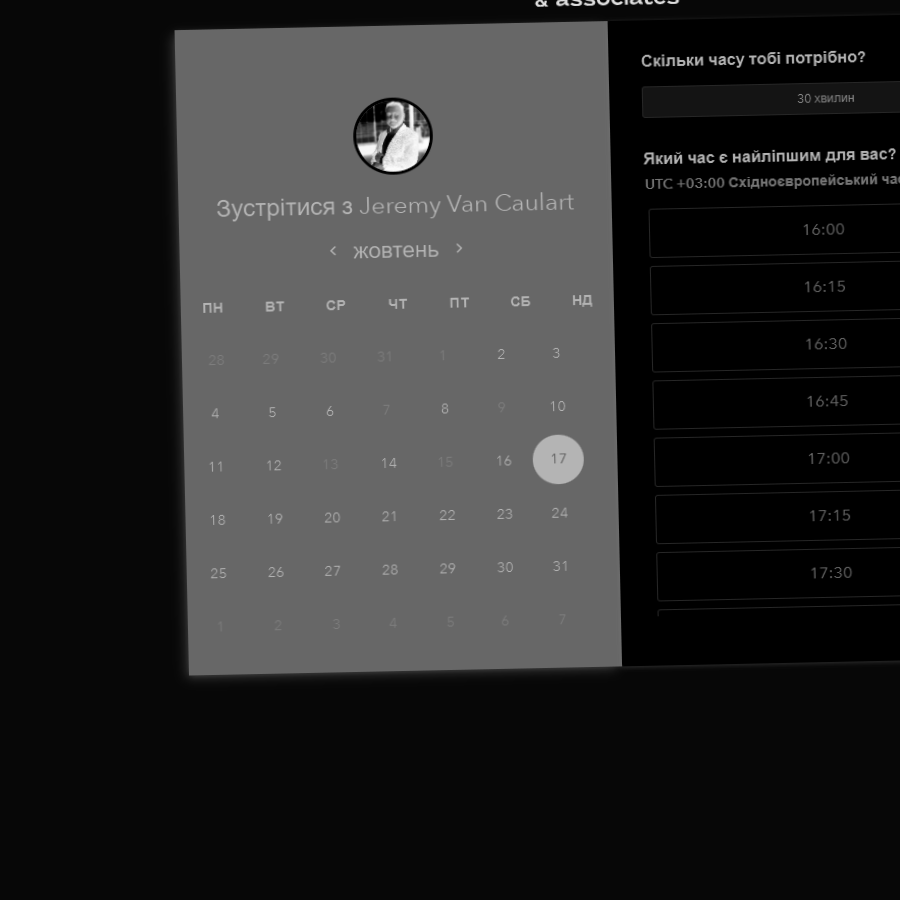 & associates
Зустрітися з Jeremy Van Caulart
жовтень
ПН ВТ СР ЧТ ПТ СБ НД
28 29 30 31 1 2 3
4 5 6 7 8 9 10
11 12 13 14 15 16 17
18 19 20 21 22 23 24
25 26 27 28 29 30 31
1 2 3 4 5 6 7
Скільки часу тобі потрібно?
30 хвилин
Який час є найліпшим для вас?
UTC +03:00 Східноєвропейський
16:00
16:15
16:30
16:45
17:00
17:15
17:30